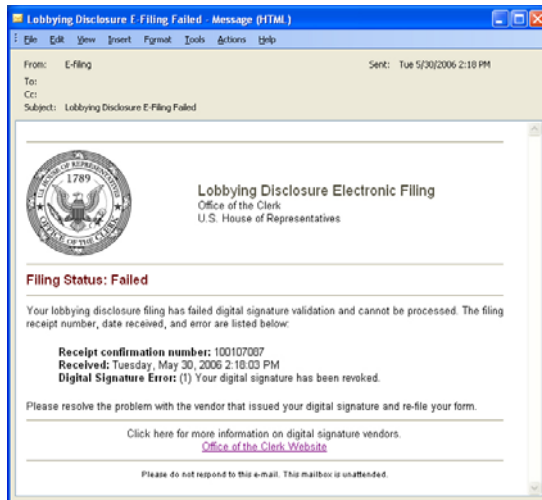 Lobbying Disclosure E-Filing Failed - Message (HTML)
File Edit View Insert Format Tools Actions Help
From: E-filing Sent: Tue 5/30/2006 2:18 PM
To:
Cc:
Subject: Lobbying Disclosure E-Filing Failed
U.S. HOUSE OF REPRESENTATIVES
1789
OFFICE OF THE CLERK
Lobbying Disclosure Electronic Filing
Office of the Clerk
U.S. House of Representatives
Filing Status: Failed
Your lobbying disclosure filing has failed digital signature validation and cannot be processed. The filing
receipt number, date received, and error are listed below:
Receipt confirmation number: 100107087
Received: Tuesday, May 30, 2006 2:18:03 PM
Digital Signature Error: (1) Your digital signature has been revoked.
Please resolve the problem with the vendor that issued your digital signature and re-file your form.
Click here for more information on digital signature vendors.
Office of the Clerk Website
Please do not respond to this e-mail. This mailbox is unattended.